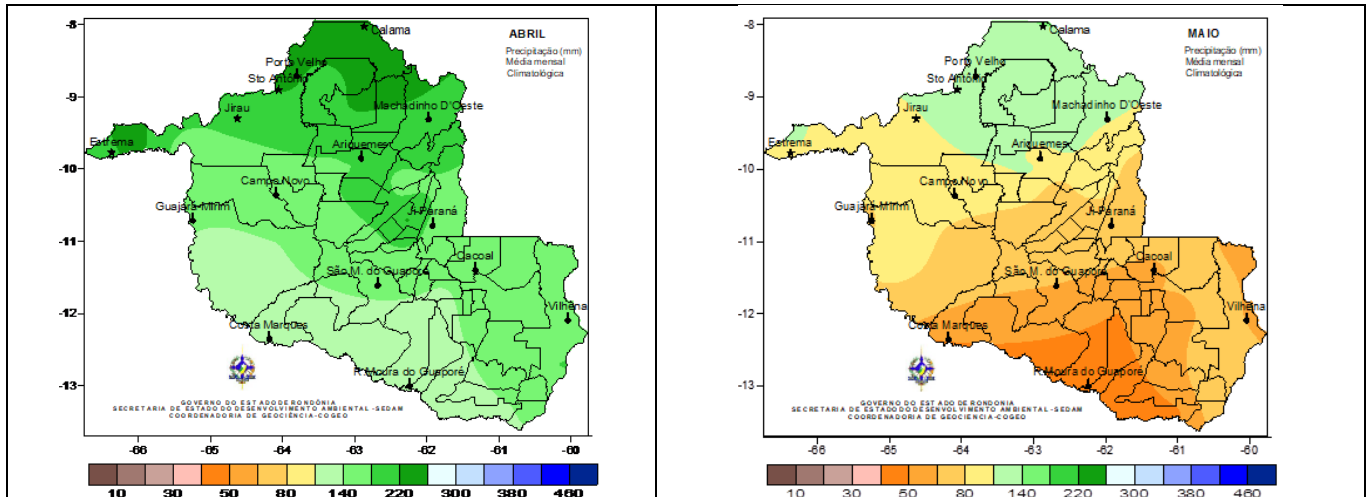 ABRIL
Precipitação (mm)
Média mensal
Climatológica
-8
-9
-10
-11
-12
-13
Calama
Porto Velho
Sto Antônio
Jirau
Machadinho D'Oeste
Estrema
Ariquemes
Campo Novo
Guajará-Mirim
Ji Paraná
Cacoal
São M. do Guaporé
Vilhena
Costa Marques
R.Moura do Guaporé
GOVERNO DO ESTADO DE RONDÔNIA
SECRETARIA DE ESTADO DO DESENVOLVIMENTO AMBIENTAL -SEDAM
COORDENADORIA DE GEOCIÊNCIA-COGEO
-66 -65 -64 -63 -62 -61 -60
10 30 50 80 140 220 300 380 460
MAIO
Precipitação (mm)
Média mensal
Climatológica
-8
-9
-10
-11
-12
-13
Calama
Porto Velho
Sto Antônio
Jirau
Machadinho D'Oeste
Estrema
Ariquemes
Campo Novo
Guajará-Mirim
Ji Paraná
Cacoal
São M. do Guaporé
Vilhena
Costa Marques
R.Moura do Guaporé
GOVERNO DO ESTADO DE RONDONIA
SECRETARIA DE ESTADO DO DESENVOLVIMENTO AMBIENTAL -SEDAM
COORDENADORIA DE GEOCIÊNCIA-COGEO
-66 -65 -64 -63 -62 -61 -60
10 30 50 80 140 220 300 380 460